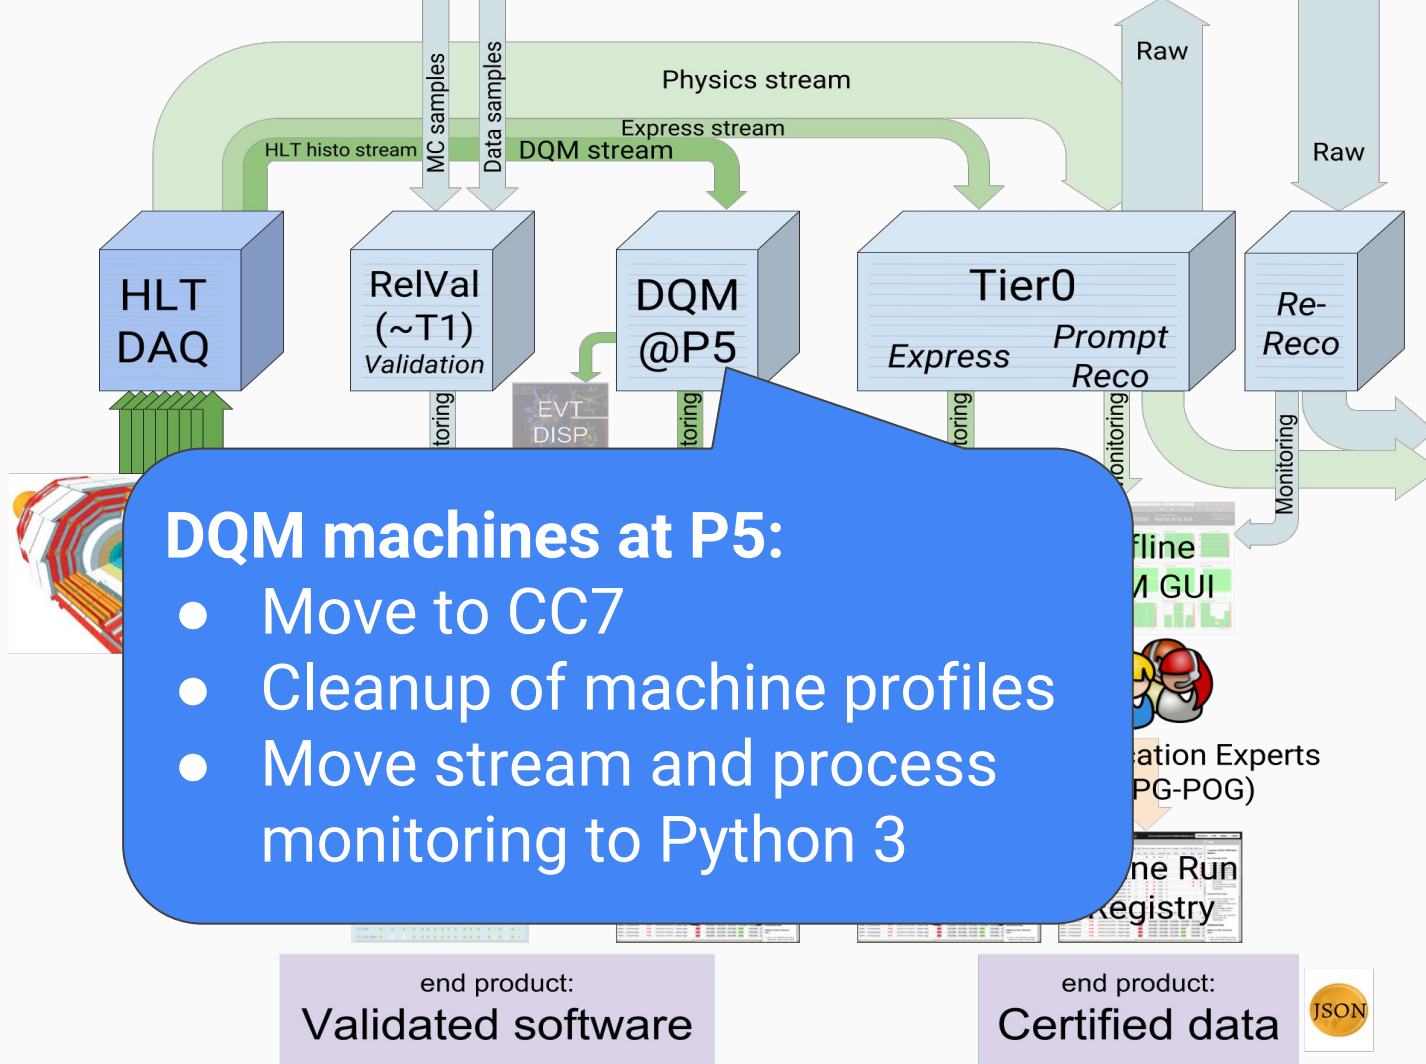 Raw
Physics stream
MC samples
Data samples
Express stream
HLT histo stream
DQM stream
Raw
HLT
DAQ
RelVal
(~T1)
Validation
DQM
@P5
Tier0
Express
Prompt
Reco
Re-
Reco
EVT
DISP
toring
toring
toring
onitoring
Monitoring
DQM machines at P5:
● Move to CC7
● Cleanup of machine profiles
● Move stream and process
monitoring to Python 3
fline
GUI
cation Experts
PG-POG)
ne Run
Registry
end product:
Validated software
end product:
Certified data
JSON